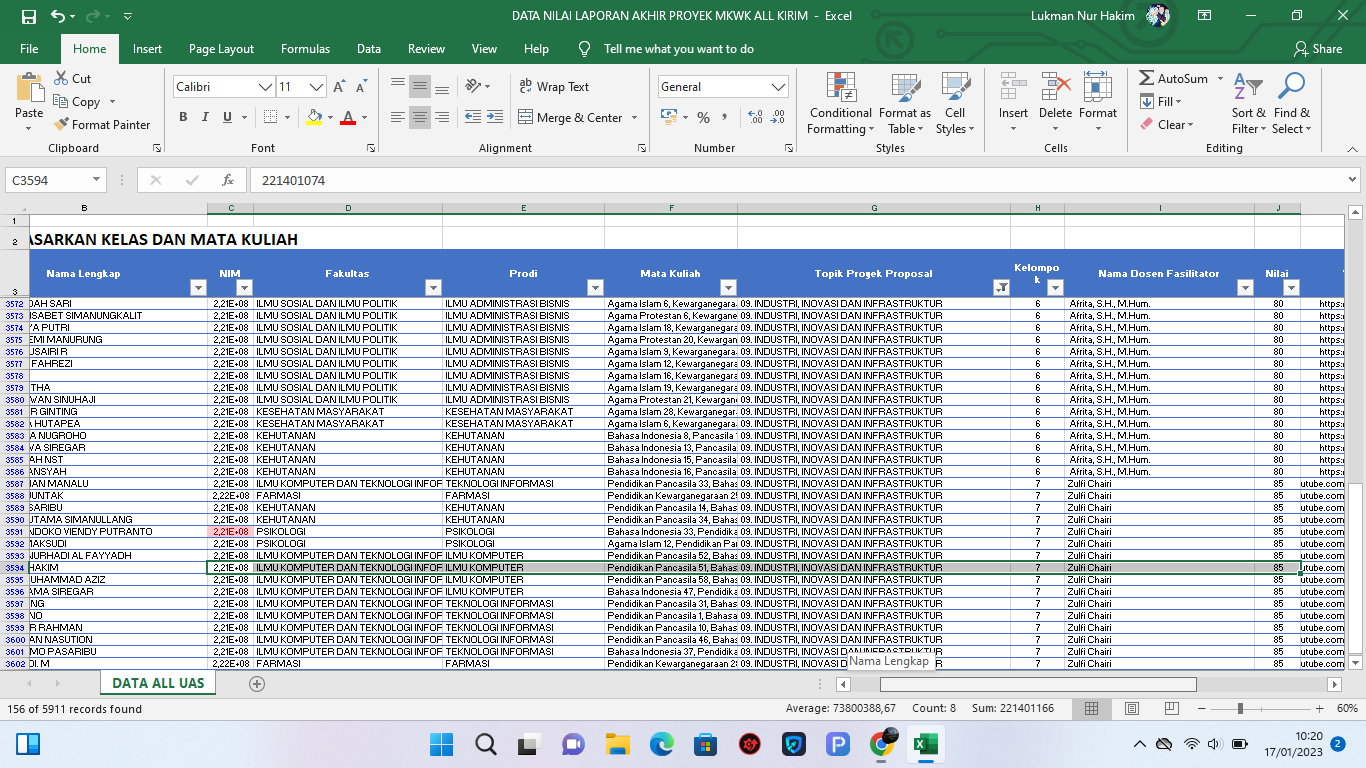 DATA NILAI LAPORAN AKHIR PROYEK MKWK ALL KIRIM - Excel
Lukman Nur Hakim
File Home Insert Page Layout Formulas Data Review View Help Tell me what you want to do Share
Cut
Copy
Format Painter
Paste
Clipboard
Calibri 11
B I U
Font
Wrap Text
Merge & Center
Alignment
General
Number
Conditional Formatting
Format as Table
Cell Styles
Styles
Insert Delete Format
Cells
AutoSum
Fill
Clear
Sort & Filter
Find & Select
Editing
C3594 fx 221401074
B C D E F G H I J
1
2 ASARKAN KELAS DAN MATA KULIAH
3 Nama Lengkap NIM Fakultas Prodi Mata Kuliah Topik Proyek Proposal Kelompok Nama Dosen Fasilitator Nilai
3572 DAH SARI 2,21E+08 ILMU SOSIAL DAN ILMU POLITIK ILMU ADMINISTRASI BISNIS Agama Islam 6, Kewarganegara 09. INDUSTRI, INOVASI DAN INFRASTRUKTUR 6 Afrita, S.H., M.Hum. 80 https:
3573 ISABET SIMANUNGKALIT 2,21E+08 ILMU SOSIAL DAN ILMU POLITIK ILMU ADMINISTRASI BISNIS Agama Protestan 6, Kewargane 09. INDUSTRI, INOVASI DAN INFRASTRUKTUR 6 Afrita, S.H., M.Hum. 80 https:
3574 YA PUTRI 2,21E+08 ILMU SOSIAL DAN ILMU POLITIK ILMU ADMINISTRASI BISNIS Agama Islam 18, Kewarganegar 09. INDUSTRI, INOVASI DAN INFRASTRUKTUR 6 Afrita, S.H., M.Hum. 80 https:
3575 EMI MANURUNG 2,21E+08 ILMU SOSIAL DAN ILMU POLITIK ILMU ADMINISTRASI BISNIS Agama Protestan 20, Kewargan 09. INDUSTRI, INOVASI DAN INFRASTRUKTUR 6 Afrita, S.H., M.Hum. 80 https:
3576 USAIRI R 2,21E+08 ILMU SOSIAL DAN ILMU POLITIK ILMU ADMINISTRASI BISNIS Agama Islam 9, Kewarganegara 09. INDUSTRI, INOVASI DAN INFRASTRUKTUR 6 Afrita, S.H., M.Hum. 80 https:
3577 FAHREZI 2,21E+08 ILMU SOSIAL DAN ILMU POLITIK ILMU ADMINISTRASI BISNIS Agama Islam 12, Kewarganegara 09. INDUSTRI, INOVASI DAN INFRASTRUKTUR 6 Afrita, S.H., M.Hum. 80 https:
3578 2,21E+08 ILMU SOSIAL DAN ILMU POLITIK ILMU ADMINISTRASI BISNIS Agama Islam 16, Kewarganegara 09. INDUSTRI, INOVASI DAN INFRASTRUKTUR 6 Afrita, S.H., M.Hum. 80 https:
3579 THA 2,21E+08 ILMU SOSIAL DAN ILMU POLITIK ILMU ADMINISTRASI BISNIS Agama Islam 19, Kewarganegara 09. INDUSTRI, INOVASI DAN INFRASTRUKTUR 6 Afrita, S.H., M.Hum. 80 https:
3580 WAN SINUHAJI 2,21E+08 ILMU SOSIAL DAN ILMU POLITIK ILMU ADMINISTRASI BISNIS Agama Protestan 21, Kewargane 09. INDUSTRI, INOVASI DAN INFRASTRUKTUR 6 Afrita, S.H., M.Hum. 80 https:
3581 R GINTING 2,21E+08 KESEHATAN MASYARAKAT KESEHATAN MASYARAKAT Agama Islam 28, Kewarganegar 09. INDUSTRI, INOVASI DAN INFRASTRUKTUR 6 Afrita, S.H., M.Hum. 80 https:
3582 HUTAPEA 2,21E+08 KESEHATAN MASYARAKAT KESEHATAN MASYARAKAT Agama Islam 6, Kewarganegara 09. INDUSTRI, INOVASI DAN INFRASTRUKTUR 6 Afrita, S.H., M.Hum. 80 https:
3583 A NUGROHO 2,21E+08 KEHUTANAN KEHUTANAN Bahasa Indonesia 8, Pancasila 09. INDUSTRI, INOVASI DAN INFRASTRUKTUR 6 Afrita, S.H., M.Hum. 80 https:
3584 VA SIREGAR 2,21E+08 KEHUTANAN KEHUTANAN Bahasa Indonesia 13, Pancasila 09. INDUSTRI, INOVASI DAN INFRASTRUKTUR 6 Afrita, S.H., M.Hum. 80 https:
3585 AH NST 2,21E+08 KEHUTANAN KEHUTANAN Bahasa Indonesia 15, Pancasila 09. INDUSTRI, INOVASI DAN INFRASTRUKTUR 6 Afrita, S.H., M.Hum. 80 https:
3586 ANSYAH 2,21E+08 KEHUTANAN KEHUTANAN Bahasa Indonesia 16, Pancasila 09. INDUSTRI, INOVASI DAN INFRASTRUKTUR 6 Afrita, S.H., M.Hum. 80 https:
3587 IAN MANALU 2,21E+08 ILMU KOMPUTER DAN TEKNOLOGI INFOR TEKNOLOGI INFORMASI Pendidikan Pancasila 33, Bahas 09. INDUSTRI, INOVASI DAN INFRASTRUKTUR 7 Zulfi Chairi 85 utube.com
3588 JUNTAK 2,22E+08 FARMASI FARMASI Pendidikan Kewarganegaraan 25 09. INDUSTRI, INOVASI DAN INFRASTRUKTUR 7 Zulfi Chairi 85 utube.com
3589 SARIBU 2,21E+08 KEHUTANAN KEHUTANAN Pendidikan Pancasila 14, Bahas 09. INDUSTRI, INOVASI DAN INFRASTRUKTUR 7 Zulfi Chairi 85 utube.com
3590 UTAMA SIMANULLANG 2,21E+08 KEHUTANAN KEHUTANAN Pendidikan Pancasila 34, Bahas 09. INDUSTRI, INOVASI DAN INFRASTRUKTUR 7 Zulfi Chairi 85 utube.com
3591 NDOKO VIENDY PUTRANTO 2,21E+08 PSIKOLOGI PSIKOLOGI Bahasa Indonesia 33, Pendidik 09. INDUSTRI, INOVASI DAN INFRASTRUKTUR 7 Zulfi Chairi 85 utube.com
3592 MAKSUDI 2,21E+08 PSIKOLOGI PSIKOLOGI Agama Islam 12, Pendidikan Pa 09. INDUSTRI, INOVASI DAN INFRASTRUKTUR 7 Zulfi Chairi 85 utube.com
3593 NURHADI AL FAYYADH 2,21E+08 ILMU KOMPUTER DAN TEKNOLOGI INFOR ILMU KOMPUTER Pendidikan Pancasila 52, Bahas 09. INDUSTRI, INOVASI DAN INFRASTRUKTUR 7 Zulfi Chairi 85 utube.com
3594 HAKIM 2,21E+08 ILMU KOMPUTER DAN TEKNOLOGI INFOR ILMU KOMPUTER Pendidikan Pancasila 51, Bahas 09. INDUSTRI, INOVASI DAN INFRASTRUKTUR 7 Zulfi Chairi 85 utube.com
3595 UHAMMAD AZIZ 2,21E+08 ILMU KOMPUTER DAN TEKNOLOGI INFOR ILMU KOMPUTER Pendidikan Pancasila 58, Bahas 09. INDUSTRI, INOVASI DAN INFRASTRUKTUR 7 Zulfi Chairi 85 utube.com
3596 AMA SIREGAR 2,21E+08 ILMU KOMPUTER DAN TEKNOLOGI INFOR ILMU KOMPUTER Bahasa Indonesia 47, Pendidika 09. INDUSTRI, INOVASI DAN INFRASTRUKTUR 7 Zulfi Chairi 85 utube.com
3597 NG 2,21E+08 ILMU KOMPUTER DAN TEKNOLOGI INFOR TEKNOLOGI INFORMASI Pendidikan Pancasila 31, Bahas 09. INDUSTRI, INOVASI DAN INFRASTRUKTUR 7 Zulfi Chairi 85 utube.com
3598 NO 2,21E+08 ILMU KOMPUTER DAN TEKNOLOGI INFOR TEKNOLOGI INFORMASI Pendidikan Pancasila 1, Bahas 09. INDUSTRI, INOVASI DAN INFRASTRUKTUR 7 Zulfi Chairi 85 utube.com
3599 R RAHMAN 2,21E+08 ILMU KOMPUTER DAN TEKNOLOGI INFOR TEKNOLOGI INFORMASI Pendidikan Pancasila 10, Bahas 09. INDUSTRI, INOVASI DAN INFRASTRUKTUR 7 Zulfi Chairi 85 utube.com
3600 AN NASUTION 2,21E+08 ILMU KOMPUTER DAN TEKNOLOGI INFOR TEKNOLOGI INFORMASI Pendidikan Pancasila 46, Bahas 09. INDUSTRI, INOVASI DAN INFRASTRUKTUR 7 Zulfi Chairi 85 utube.com
3601 MO PASARIBU 2,21E+08 ILMU KOMPUTER DAN TEKNOLOGI INFOR TEKNOLOGI INFORMASI Bahasa Indonesia 37, Pendidika 09. INDUSTRI, INOVASI DAN INFRASTRUKTUR 7 Zulfi Chairi 85 utube.com
3602 DI. M 2,22E+08 FARMASI FARMASI Pendidikan Kewarganegaraan 28 09. INDUSTRI, INOVASI DAN INFRASTRUKTUR 7 Zulfi Chairi 85 utube.com
Nama Lengkap
DATA ALL UAS
156 of 5911 records found Average: 73800388,67 Count: 8 Sum: 221401166 60%
10:20
17/01/2023
2